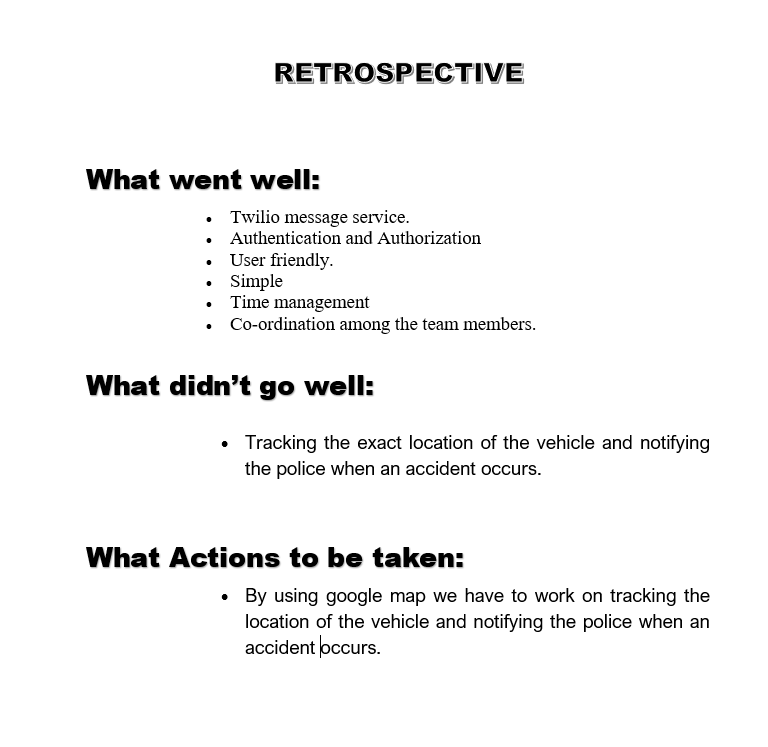 RETROSPECTIVE
What went well:
• Twilio message service.
• Authentication and Authorization
• User friendly.
• Simple
• Time management
• Co-ordination among the team members.
What didn’t go well:
• Tracking the exact location of the vehicle and notifying
the police when an accident occurs.
What Actions to be taken:
• By using google map we have to work on tracking the
location of the vehicle and notifying the police when an
accident occurs.